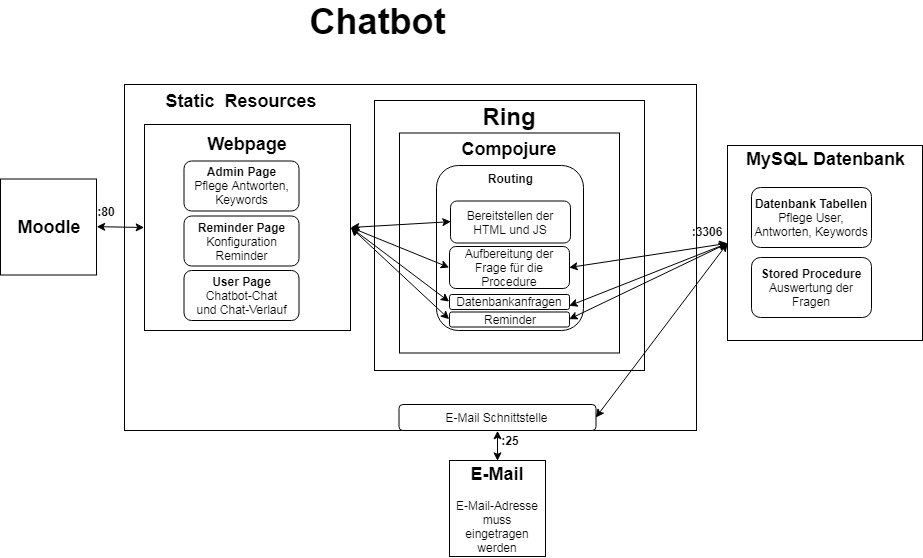 Chatbot
Static  Resources
Webpage
Admin Page
Pflege Antworten,
Keywords
Reminder Page
Konfiguration
Reminder
User Page
Chatbot-Chat
und Chat-Verlauf
Moodle
:80
Ring
Compojure
Routing
Bereitstellen der
HTML und JS
Aufbereitung der
Frage für die
Procedure
Datenbankanfragen
Reminder
:3306
MySQL Datenbank
Datenbank Tabellen
Pflege User,
Antworten, Keywords
Stored Procedure
Auswertung der
Fragen
E-Mail Schnittstelle
:25
E-Mail
E-Mail-Adresse
muss
eingetragen
werden